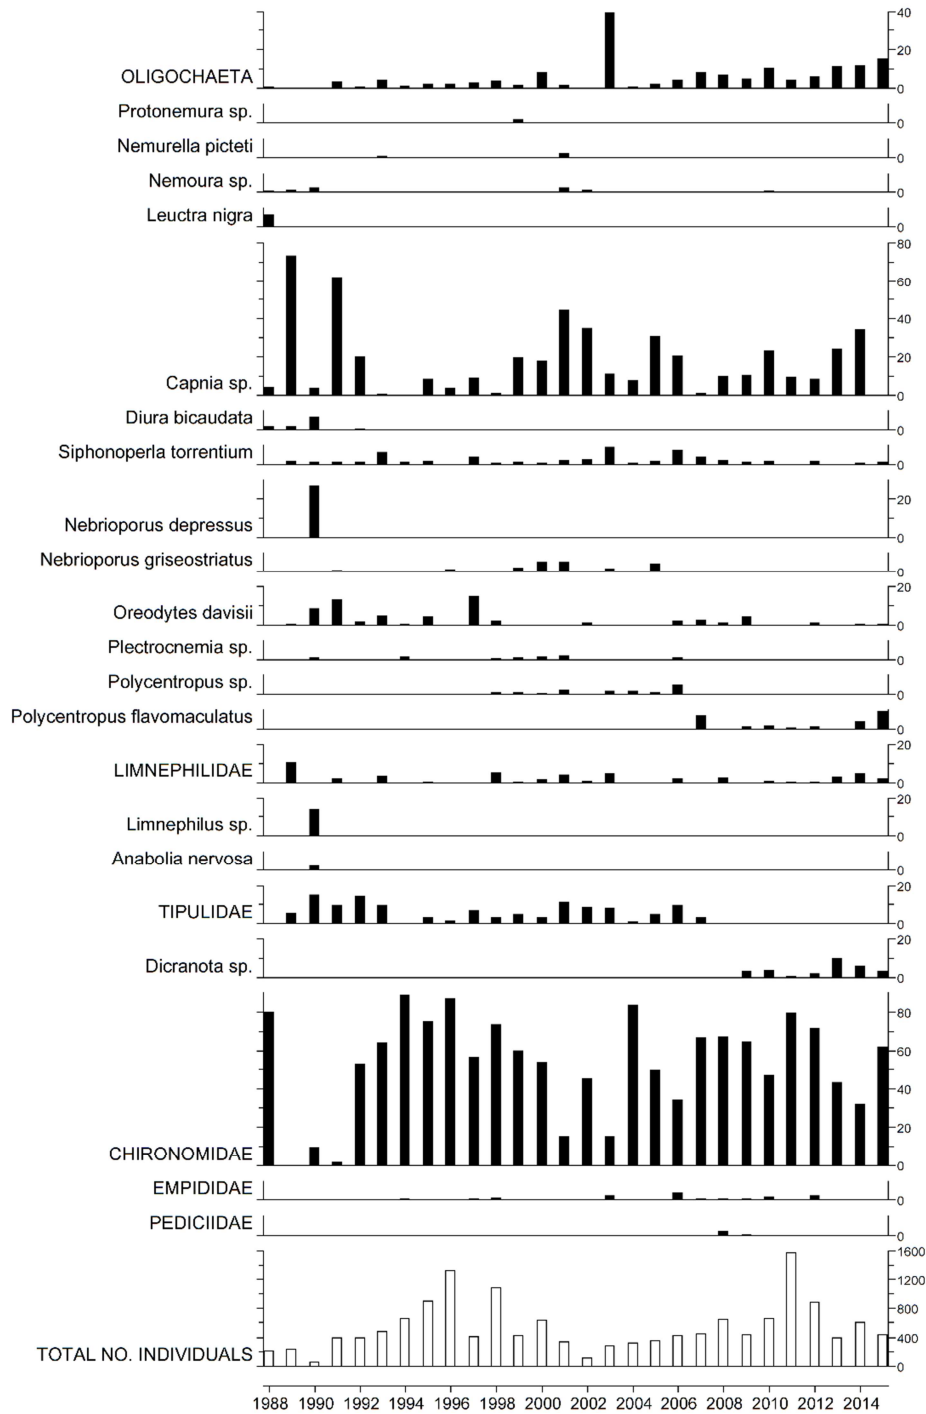 40
20
OLIGOCHAETA
0
Protonemura sp.
0
Nemurella picteti
0
Nemoura sp.
0
Leuctra nigra
0
80
60
40
20
Capnia sp.
0
Diura bicaudata
0
Siphonoperla torrentium
0
20
Nebrioporus depressus
0
Nebrioporus griseostriatus
0
20
Oreodytes davisii
0
Plectrocnemia sp.
0
Polycentropus sp.
0
Polycentropus flavomaculatus
0
20
LIMNEPHILIDAE
0
20
Limnephilus sp.
0
Anabolia nervosa
0
20
TIPULIDAE
0
20
Dicranota sp.
0
80
60
40
20
CHIRONOMIDAE
0
EMPIDIDAE
0
PEDICIIDAE
0
1600
1200
800
400
TOTAL NO. INDIVIDUALS
0
1988 1990 1992 1994 1996 1998 2000 2002 2004 2006 2008 2010 2012 2014